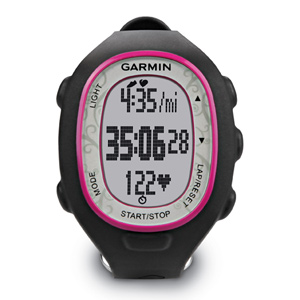 GARMIN
LIGHT
4:35/mi
35:06 28
122
MODE
LAP/RESET
START/STOP